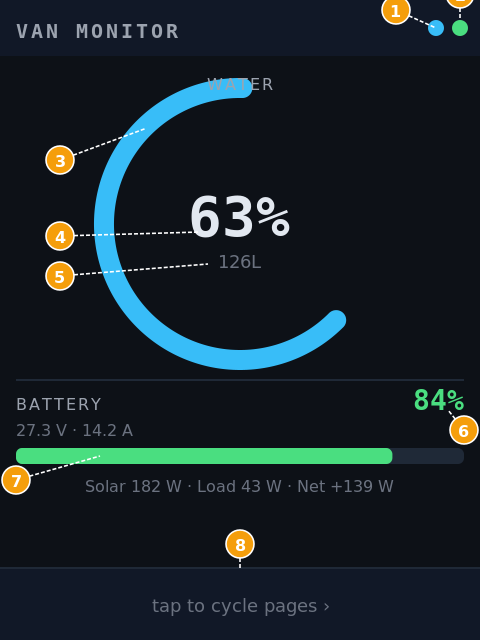 1
VAN MONITOR
WATER
3
63%
4
126L
5
BATTERY
84%
27.3 V · 14.2 A
6
7
Solar 182 W · Load 43 W · Net +139 W
8
tap to cycle pages ›